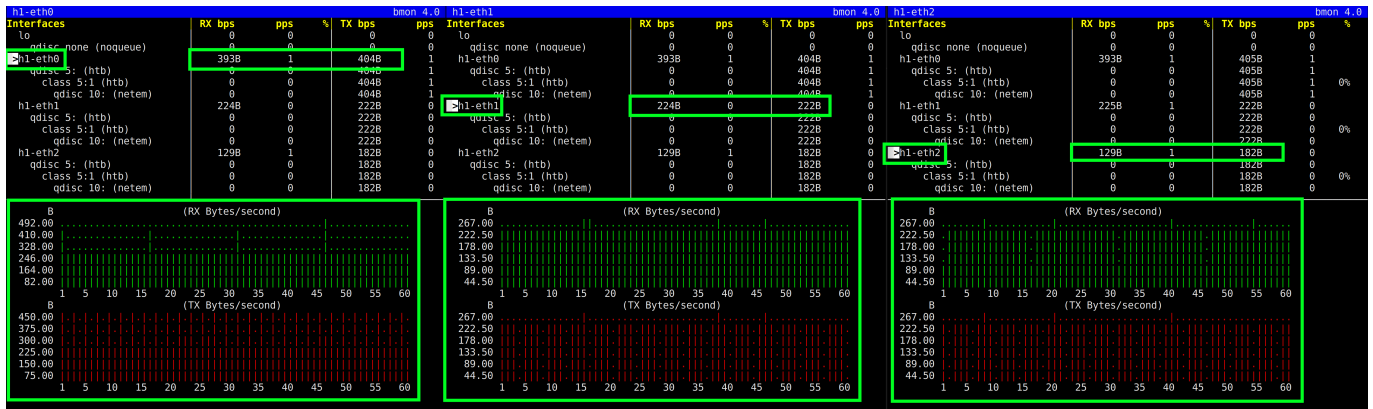 h1-eth0 bmon 4.0
Interfaces RX bps pps % TX bps pps
lo 0 0 0 0
qdisc none (noqueue) 0 0 0 0
>h1-eth0 393B 1 404B 1
qdisc 5: (htb) 0 0 404B 1
class 5:1 (htb) 0 0 404B 1
qdisc 10: (netem) 0 0 404B 1
h1-eth1 224B 0 222B 0
qdisc 5: (htb) 0 0 222B 0
class 5:1 (htb) 0 0 222B 0
qdisc 10: (netem) 0 0 222B 0
h1-eth2 129B 1 182B 0
qdisc 5: (htb) 0 0 182B 0
class 5:1 (htb) 0 0 182B 0
qdisc 10: (netem) 0 0 182B 0
B (RX Bytes/second)
492.00
410.00
328.00
246.00
164.00
82.00
1 5 10 15 20 25 30 35 40 45 50 55 60
B (TX Bytes/second)
450.00
375.00
300.00
225.00
150.00
75.00
1 5 10 15 20 25 30 35 40 45 50 55 60
h1-eth1 bmon 4.0
Interfaces RX bps pps % TX bps pps
lo 0 0 0 0
qdisc none (noqueue) 0 0 0 0
h1-eth0 393B 1 404B 1
qdisc 5: (htb) 0 0 404B 1
class 5:1 (htb) 0 0 404B 1
qdisc 10: (netem) 0 0 404B 1
>h1-eth1 224B 0 222B 0
qdisc 5: (htb) 0 0 222B 0
class 5:1 (htb) 0 0 222B 0
qdisc 10: (netem) 0 0 222B 0
h1-eth2 129B 1 182B 0
qdisc 5: (htb) 0 0 182B 0
class 5:1 (htb) 0 0 182B 0
qdisc 10: (netem) 0 0 182B 0
B (RX Bytes/second)
267.00
222.50
178.00
133.50
89.00
44.50
1 5 10 15 20 25 30 35 40 45 50 55 60
B (TX Bytes/second)
267.00
222.50
178.00
133.50
89.00
44.50
1 5 10 15 20 25 30 35 40 45 50 55 60
h1-eth2 bmon 4.0
Interfaces RX bps pps % TX bps pps %
lo 0 0 0 0
qdisc none (noqueue) 0 0 0 0
h1-eth0 393B 1 405B 1
qdisc 5: (htb) 0 0 405B 1
class 5:1 (htb) 0 0 405B 1 0%
qdisc 10: (netem) 0 0 405B 1
h1-eth1 225B 1 222B 0
qdisc 5: (htb) 0 0 222B 0
class 5:1 (htb) 0 0 222B 0 0%
qdisc 10: (netem) 0 0 222B 0
>h1-eth2 129B 1 182B 0
qdisc 5: (htb) 0 0 182B 0
class 5:1 (htb) 0 0 182B 0 0%
qdisc 10: (netem) 0 0 182B 0
B (RX Bytes/second)
267.00
222.50
178.00
133.50
89.00
44.50
1 5 10 15 20 25 30 35 40 45 50 55 60
B (TX Bytes/second)
267.00
222.50
178.00
133.50
89.00
44.50
1 5 10 15 20 25 30 35 40 45 50 55 60